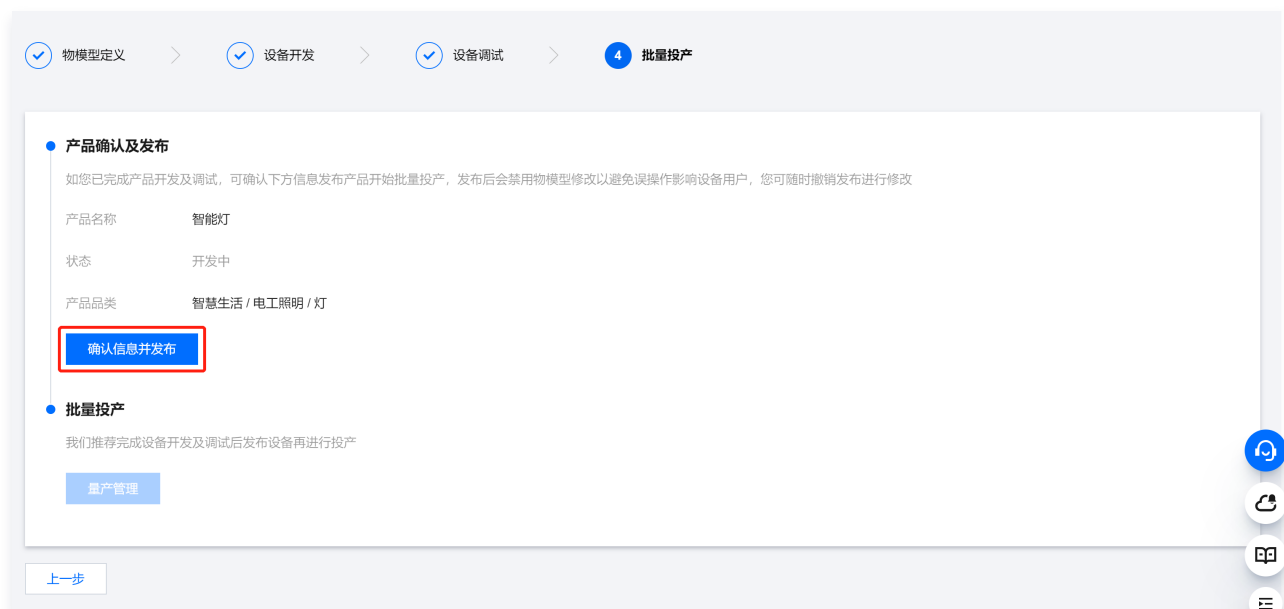 物模型定义
设备开发
设备调试
4 批量投产
产品确认及发布
如您已完成产品开发及调试，可确认下方信息发布产品开始批量投产，发布后会禁用物模型修改以避免误操作影响设备用户，您可随时撤销发布进行修改
产品名称 智能灯
状态 开发中
产品品类 智慧生活 / 电工照明 / 灯
确认信息并发布
批量投产
我们推荐完成设备开发及调试后发布设备再进行投产
量产管理
上一步